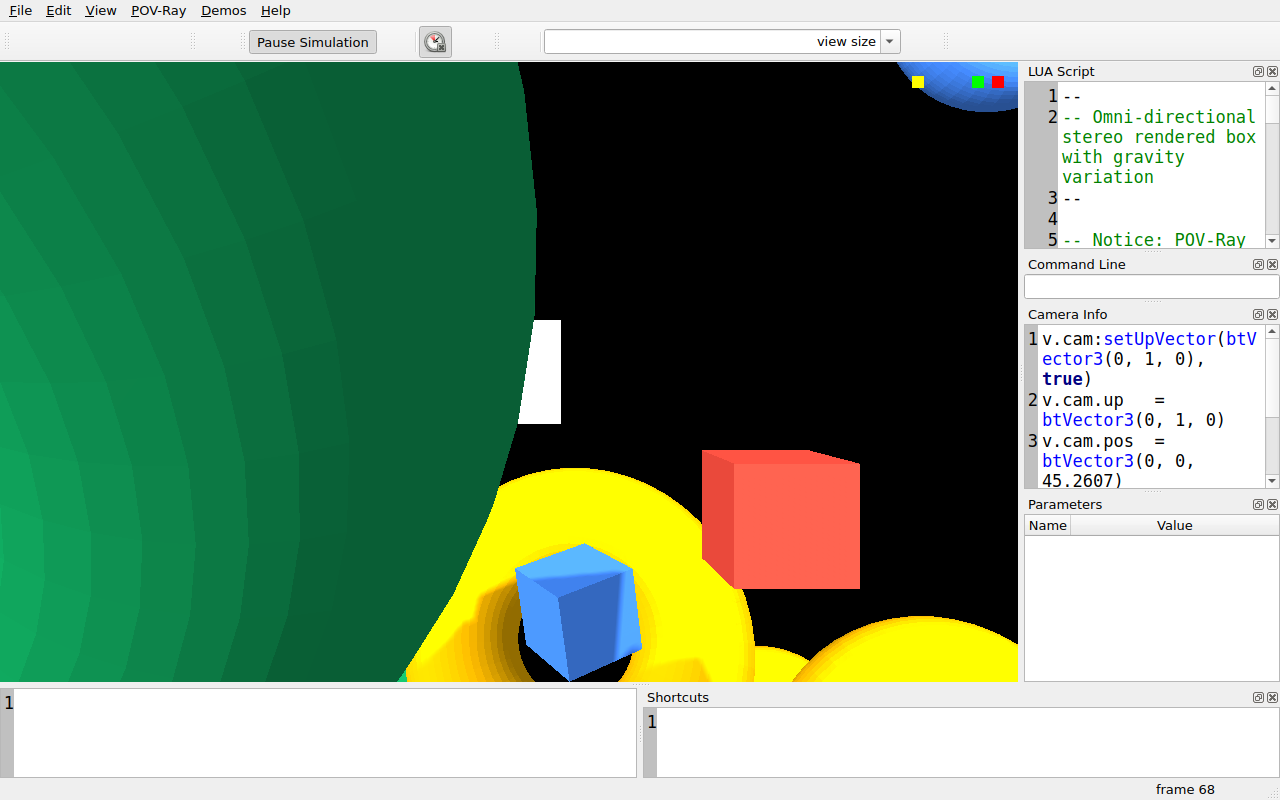 File Edit View POV-Ray Demos Help
Pause Simulation
view size
LUA Script
1 --
2 -- Omni-directional
stereo rendered box
with gravity
variation
3 --
4
5 -- Notice: POV-Ray
Command Line
Camera Info
1 v.cam:setUpVector(btV
ector3(0, 1, 0),
true)
2 v.cam.up   =
btVector3(0, 1, 0)
3 v.cam.pos  =
btVector3(0, 0,
45.2607)
Parameters
Name Value
1
Shortcuts
1
frame 68